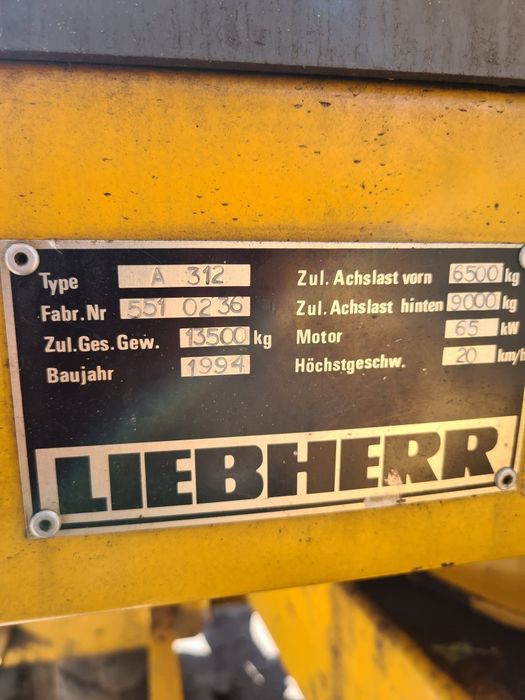 Type A 312
Fabr.Nr 551 0236
Zul.Ges.Gew. 13500 kg
Baujahr 1994
Zul. Achslast vorn 6500 kg
Zul. Achslast hinten 9000 kg
Motor 65 kW
Höchstgeschw. 20 km/h
LIEBHERR